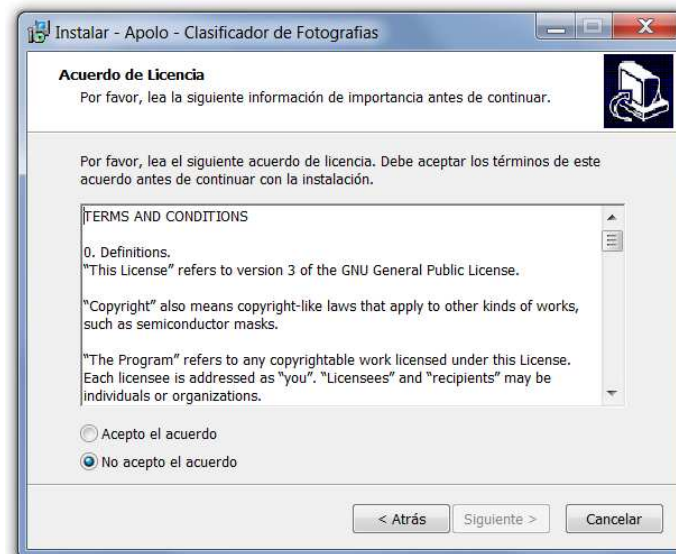 Instalar - Apolo - Clasificador de Fotografias
Acuerdo de Licencia
Por favor, lea la siguiente información de importancia antes de continuar.
Por favor, lea el siguiente acuerdo de licencia. Debe aceptar los términos de este
acuerdo antes de continuar con la instalación.
TERMS AND CONDITIONS
0. Definitions.
“This License” refers to version 3 of the GNU General Public License.
“Copyright” also means copyright-like laws that apply to other kinds of works,
such as semiconductor masks.
“The Program” refers to any copyrightable work licensed under this License.
Each licensee is addressed as “you”. “Licensees” and “recipients” may be
individuals or organizations.
Acepto el acuerdo
No acepto el acuerdo
< Atrás Siguiente > Cancelar